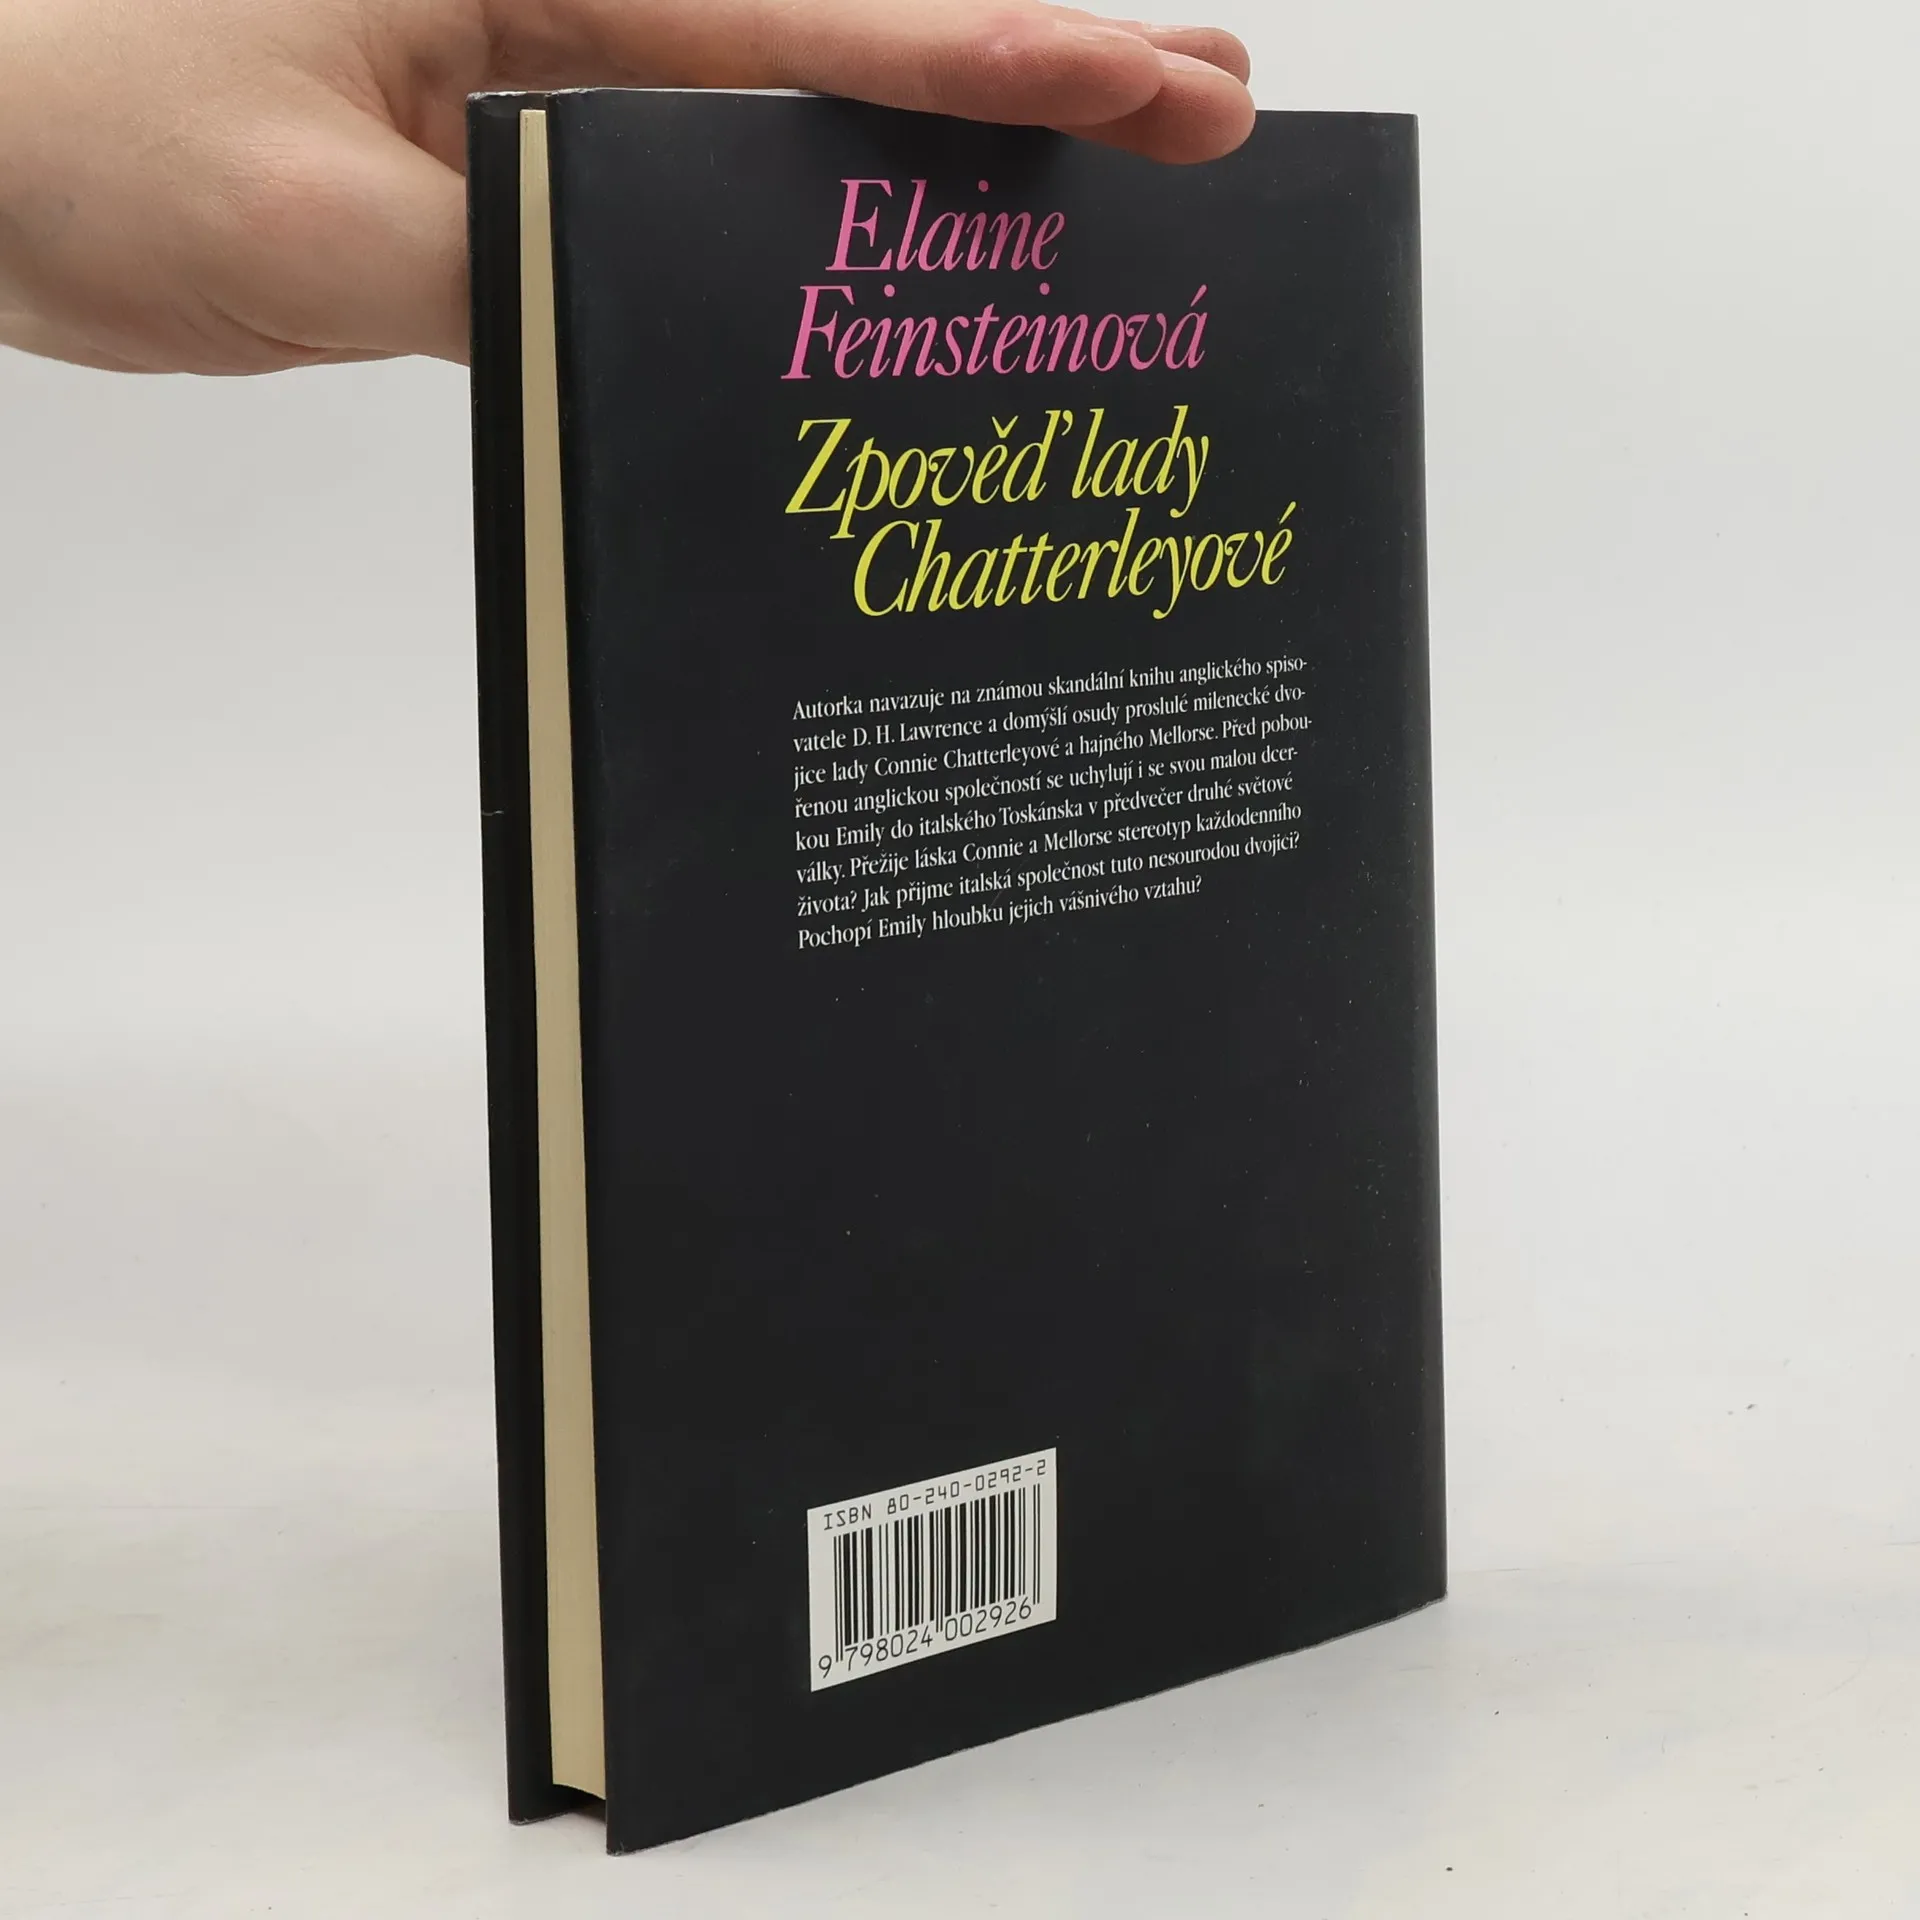 Elaine
Feinsteinová
Zpověď lady
Chatterleyové
Autorka navazuje na známou skandální knihu anglického spiso-
vatele D. H. Lawrence a domýšlí osudy proslulé milenecké dvo-
jice lady Connie Chatterleyové a hajného Mellorse. Před pobou-
řenou anglickou společností se uchylují i se svou malou dcer-
kou Emily do italského Toskánska v předvečer druhé světové
války. Přežije láska Connie a Mellorse stereotyp každodenního
života? Jak přijme italská společnost tuto nesourodou dvojici?
Pochopí Emily hloubku jejich vášnivého vztahu?
ISBN 80-240-0292-2
9 798024 002926